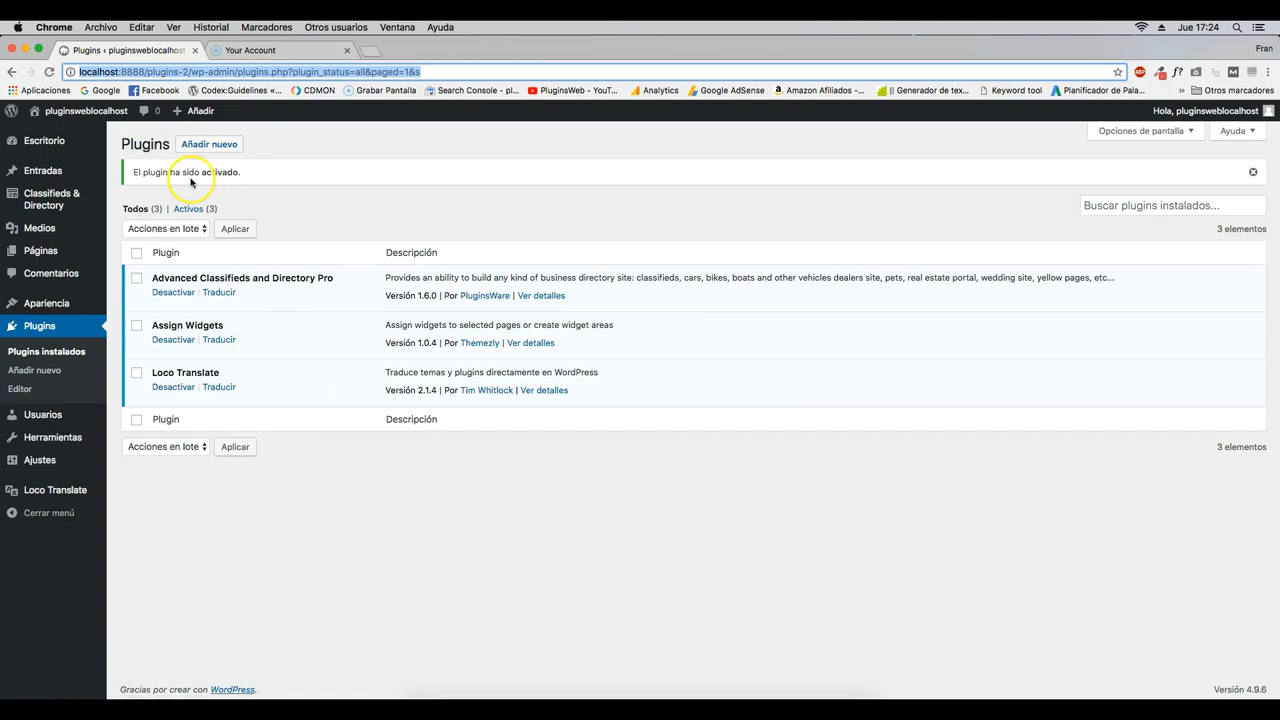 Chrome Archivo Editar Ver Historial Marcadores Otros usuarios Ventana Ayuda Jue 17:24
Plugins ‹ pluginsweblocalhost Your Account Fran
localhost:8888/plugins-2/wp-admin/plugins.php?plugin_status=all&paged=1&s
Aplicaciones Google Facebook Codex:Guidelines «... CDMON Grabar Pantalla Search Console - pl... PluginsWeb - YouT... Analytics Google AdSense Amazon Afiliados -... || Generador de tex... Keyword tool Planificador de Pala... » Otros marcadores
pluginsweblocalhost 0 + Añadir Hola, pluginsweblocalhost
Escritorio
Entradas
Classifieds &
Directory
Medios
Páginas
Comentarios
Apariencia
Plugins
Plugins instalados
Añadir nuevo
Editor
Usuarios
Herramientas
Ajustes
Loco Translate
Cerrar menú
Opciones de pantalla Ayuda
Plugins Añadir nuevo
El plugin ha sido activado.
Todos (3) | Activos (3)
Buscar plugins instalados...
Acciones en lote Aplicar 3 elementos
Plugin Descripción
Advanced Classifieds and Directory Pro Provides an ability to build any kind of business directory site: classifieds, cars, bikes, boats and other vehicles dealers site, pets, real estate portal, wedding site, yellow pages, etc...
Desactivar | Traducir Versión 1.6.0 | Por PluginsWare | Ver detalles
Assign Widgets Assign widgets to selected pages or create widget areas
Desactivar | Traducir Versión 1.0.4 | Por Themezly | Ver detalles
Loco Translate Traduce temas y plugins directamente en WordPress
Desactivar | Traducir Versión 2.1.4 | Por Tim Whitlock | Ver detalles
Plugin Descripción
Acciones en lote Aplicar 3 elementos
Gracias por crear con WordPress. Versión 4.9.6